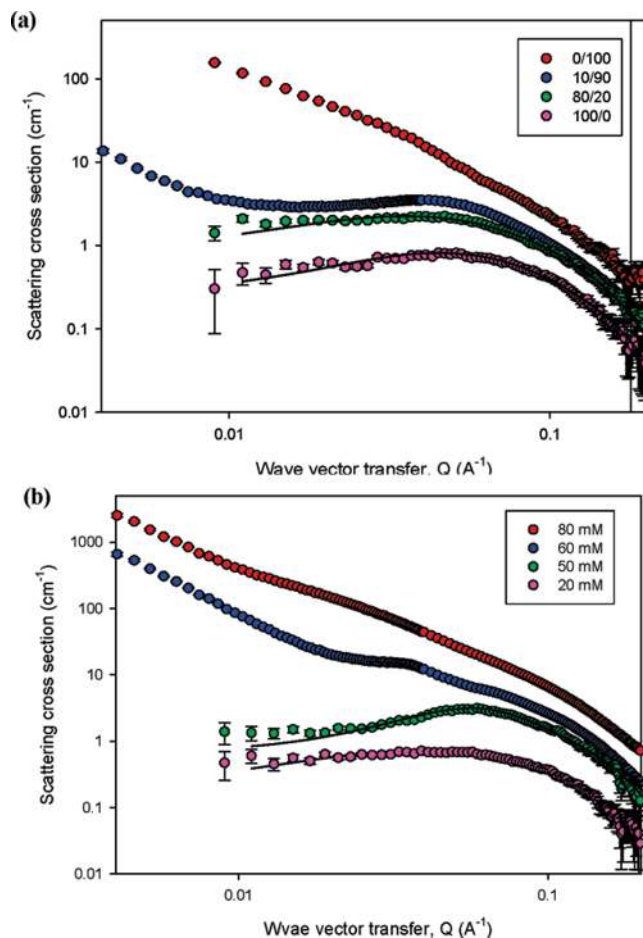 (a)
0/100
10/90
80/20
100/0
100
10
1
0.1
0.01
Scattering cross section (cm⁻¹)
0.01
0.1
Wave vector transfer, Q (A⁻¹)
(b)
80 mM
60 mM
50 mM
20 mM
1000
100
10
1
0.1
0.01
Scattering cross section (cm⁻¹)
0.01
0.1
Wvae vector transfer, Q (A⁻¹)